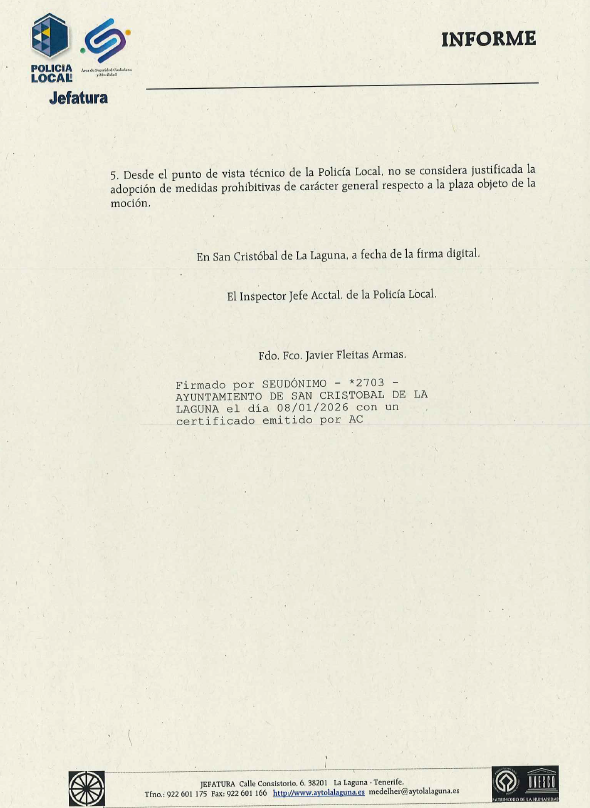 INFORME
POLICIA
LOCAL
Jefatura
5. Desde el punto de vista técnico de la Policía Local, no se considera justificada la
adopción de medidas prohibitivas de carácter general respecto a la plaza objeto de la
moción.
En San Cristóbal de La Laguna, a fecha de la firma digital.
El Inspector Jefe Acctal. de la Policía Local.
Fdo. Fco. Javier Fleitas Armas.
Firmado por SEUDÓNIMO - *2703 -
AYUNTAMIENTO DE SAN CRISTOBAL DE LA
LAGUNA el día 08/01/2026 con un
certificado emitido por AC
JEFATURA Calle Consistorio, 6. 38201 La Laguna - Tenerife.
Tfno.: 922 601 175 Fax: 922 601 166 http://www.aytolalaguna.es medelher@aytolalaguna.es
UNESCO
PATRIMONIO DE LA HUMANIDAD